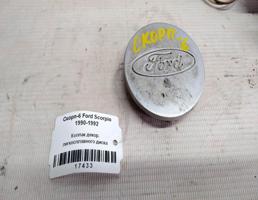 СКОРП-6
Ford
Скорп-6 Ford Scorpio
1990-1992
Колпак декор.
легкосплавного диска
17433